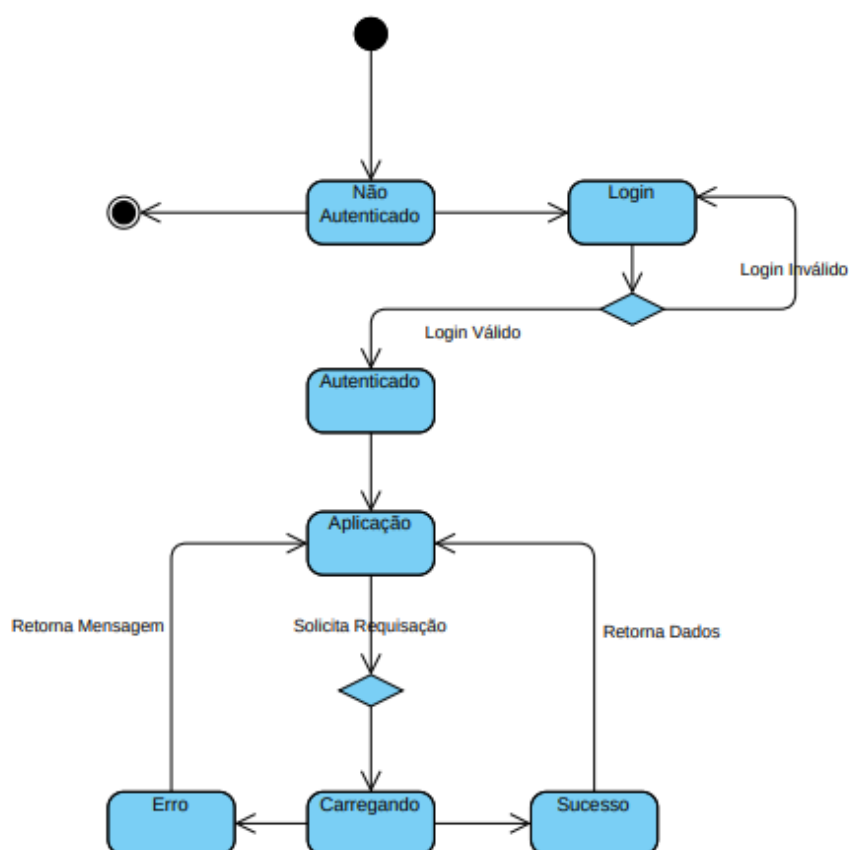 Não
Autenticado
Login
Login Inválido
Login Válido
Autenticado
Aplicação
Retorna Mensagem
Solicita Requisação
Retorna Dados
Erro
Carregando
Sucesso